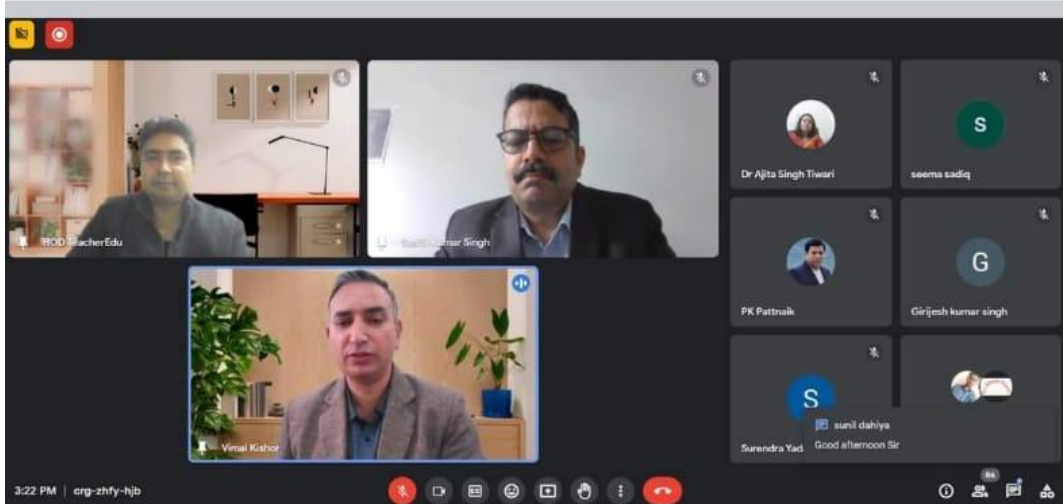 HOD TeacherEdu
Kumar Singh
Vimal Kishor
Dr Ajita Singh Tiwari
S
seema sadiq
PK Pattnaik
G
Girijesh kumar singh
S
Surendra Yad
sunil dahiya
Good afternoon Sir
3:22 PM | crg-zhfy-hjb